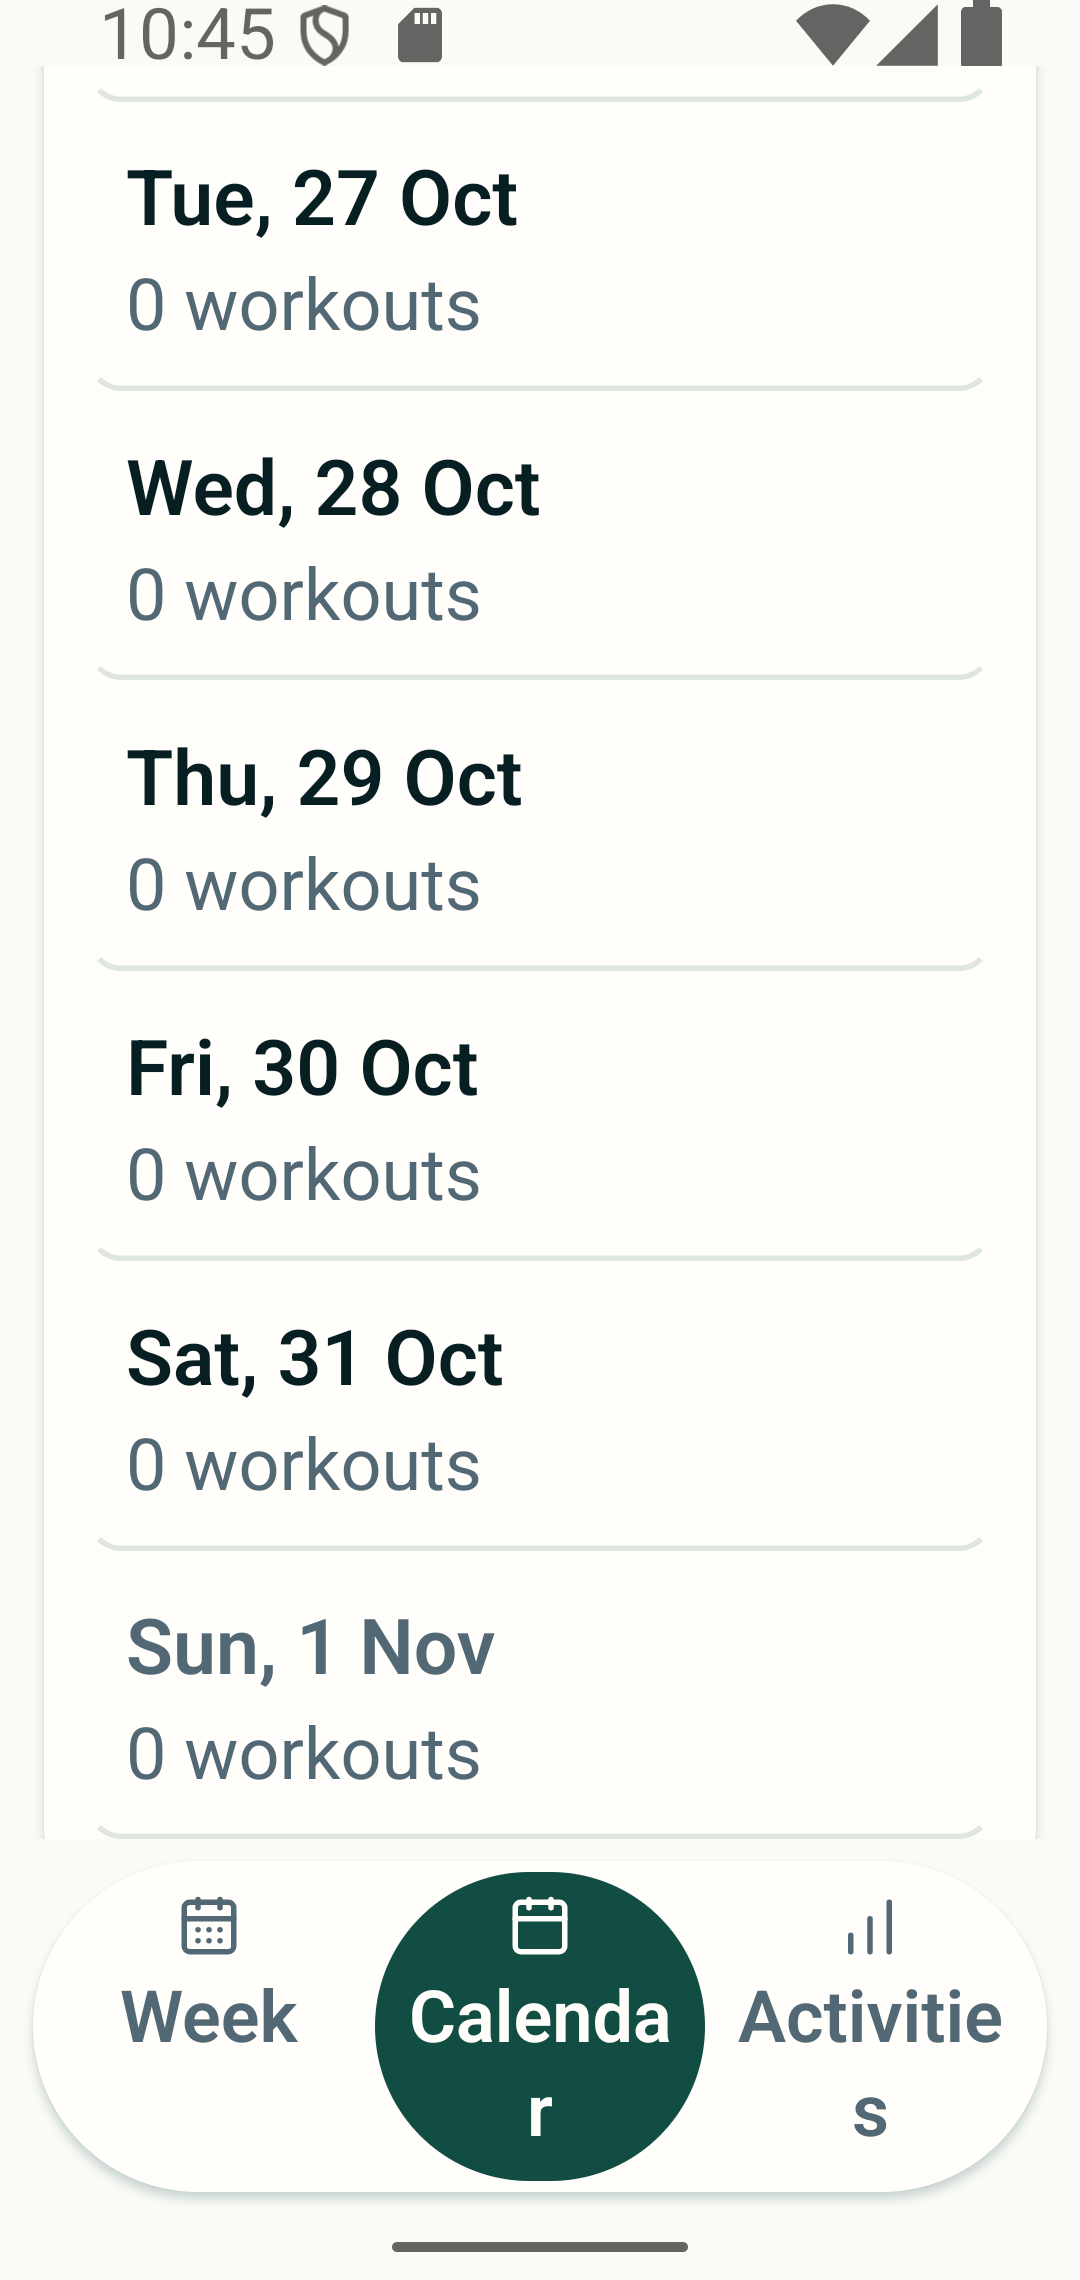 10:45
Tue, 27 Oct
0 workouts
Wed, 28 Oct
0 workouts
Thu, 29 Oct
0 workouts
Fri, 30 Oct
0 workouts
Sat, 31 Oct
0 workouts
Sun, 1 Nov
0 workouts
Week
Calenda
r
Activitie
s